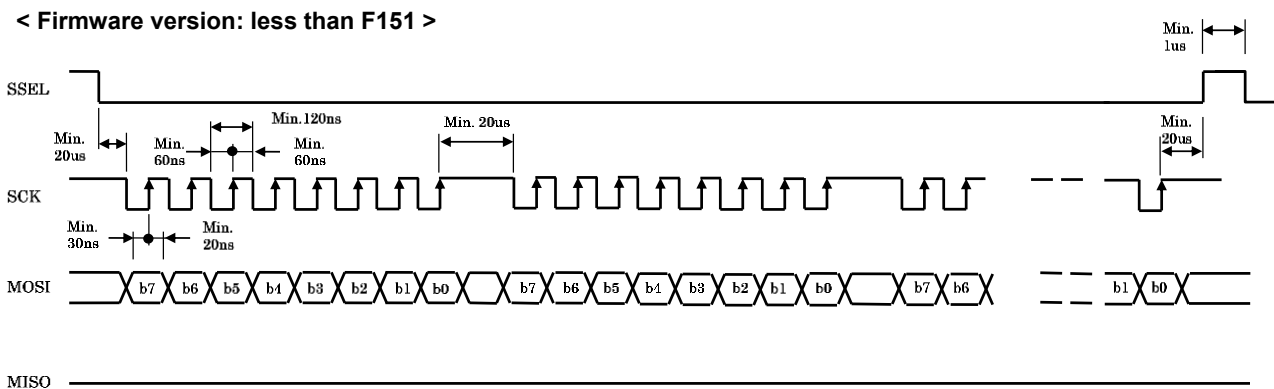 < Firmware version: less than F151 >
Min.
1us
SSEL
Min.
20us
Min.
60ns
Min.120ns
Min.
60ns
Min. 20us
Min.
20us
SCK
Min.
30ns
Min.
20ns
MOSI
b7 b6 b5 b4 b3 b2 b1 b0 b7 b6 b5 b4 b3 b2 b1 b0 b7 b6 b1 b0
MISO